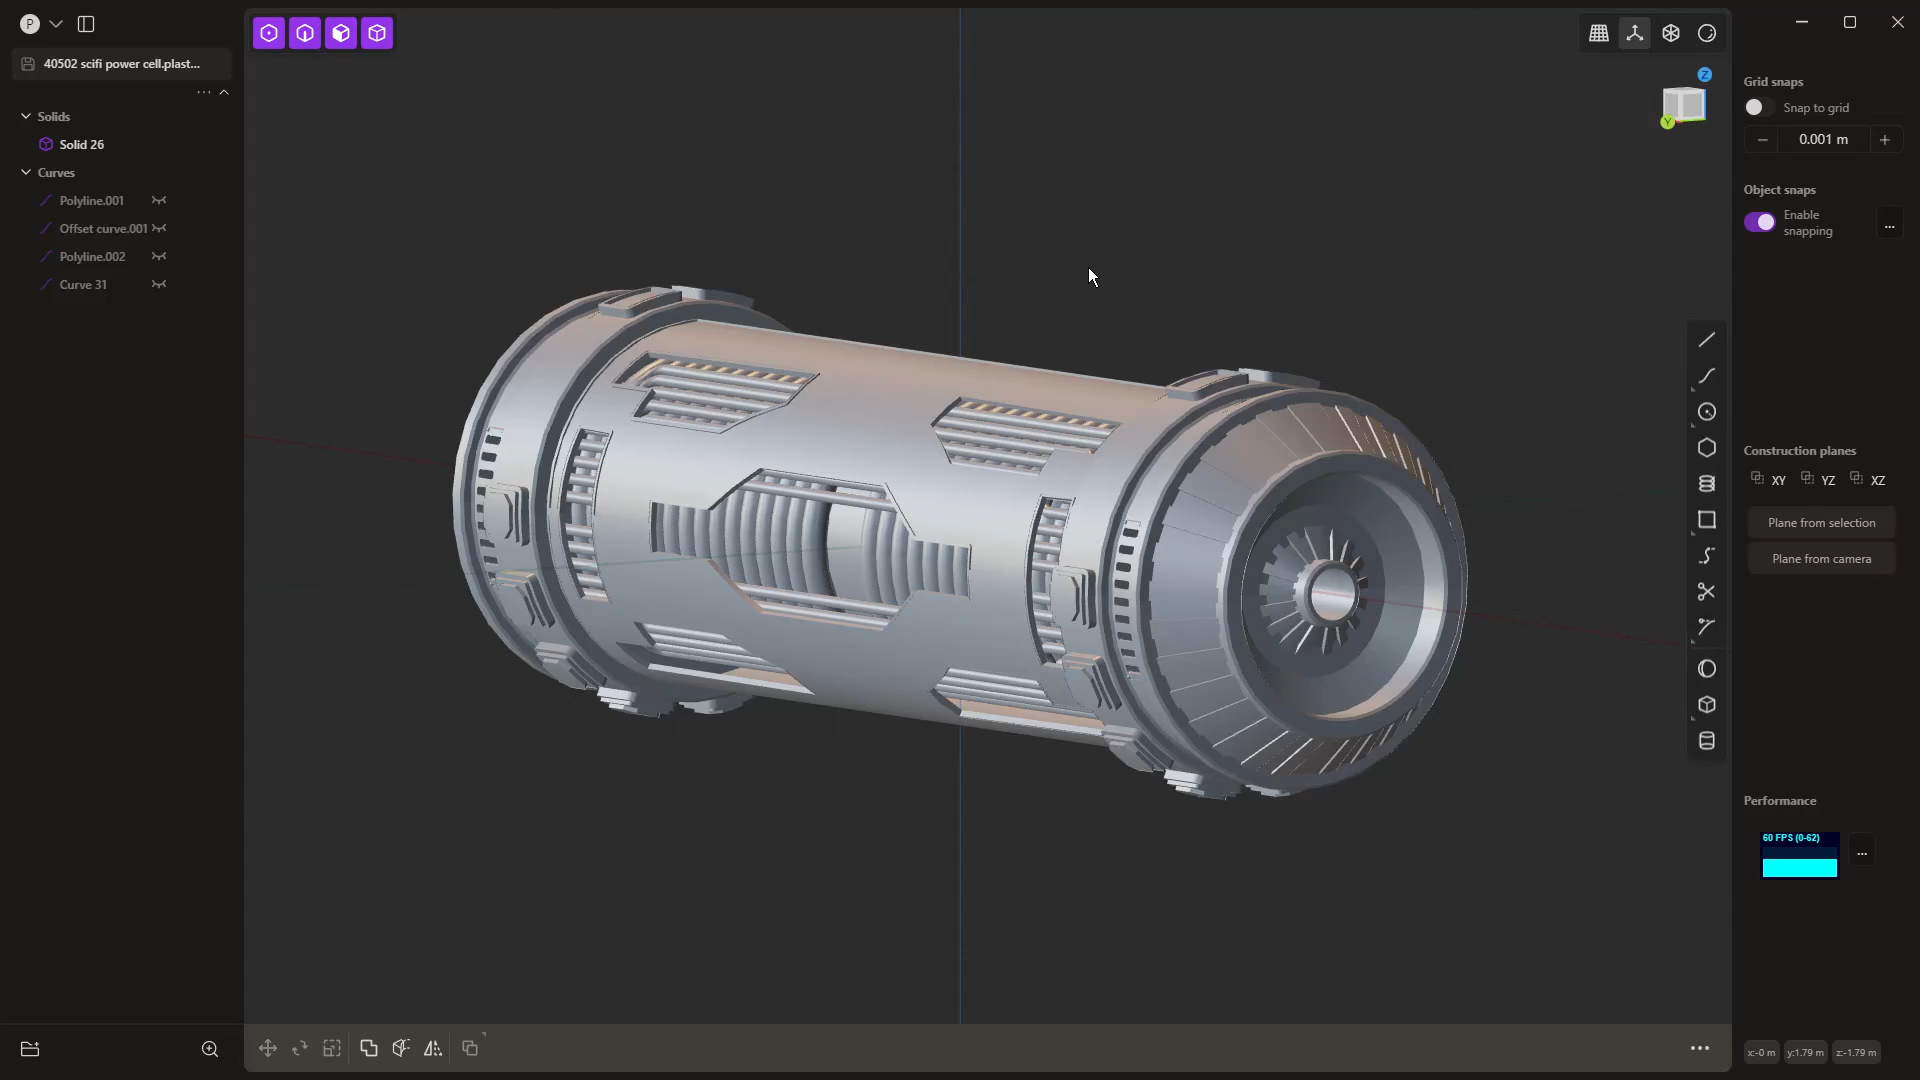 P
40502 scifi power cell.plast...
Solids
Solid 26
Curves
Polyline.001
Offset curve.001
Polyline.002
Curve 31
Z
Y
Grid snaps
Snap to grid
0.001 m
Object snaps
Enable
snapping
...
Construction planes
XY YZ XZ
Plane from selection
Plane from camera
Performance
60 FPS (0-62)
...
x:-0 m y:1.79 m z:-1.79 m